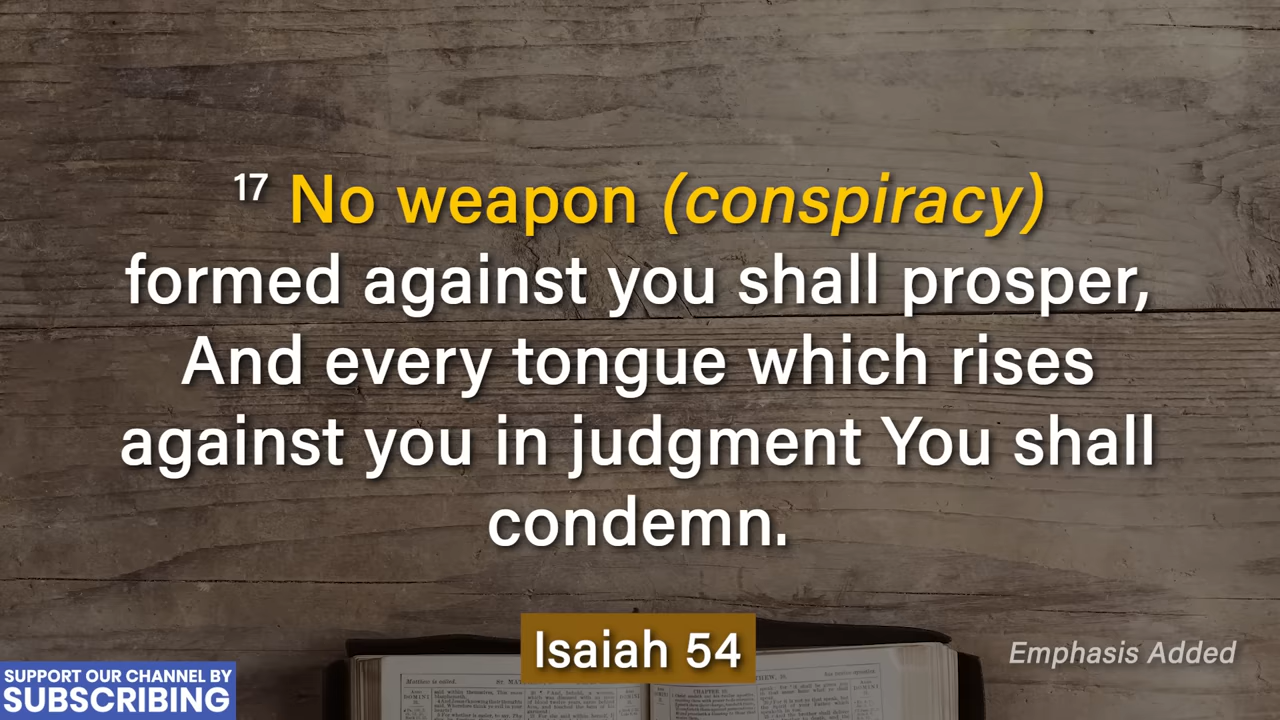 17 No weapon (conspiracy)
formed against you shall prosper,
And every tongue which rises
against you in judgment You shall
condemn.
Isaiah 54
Emphasis Added
SUPPORT OUR CHANNEL BY
SUBSCRIBING